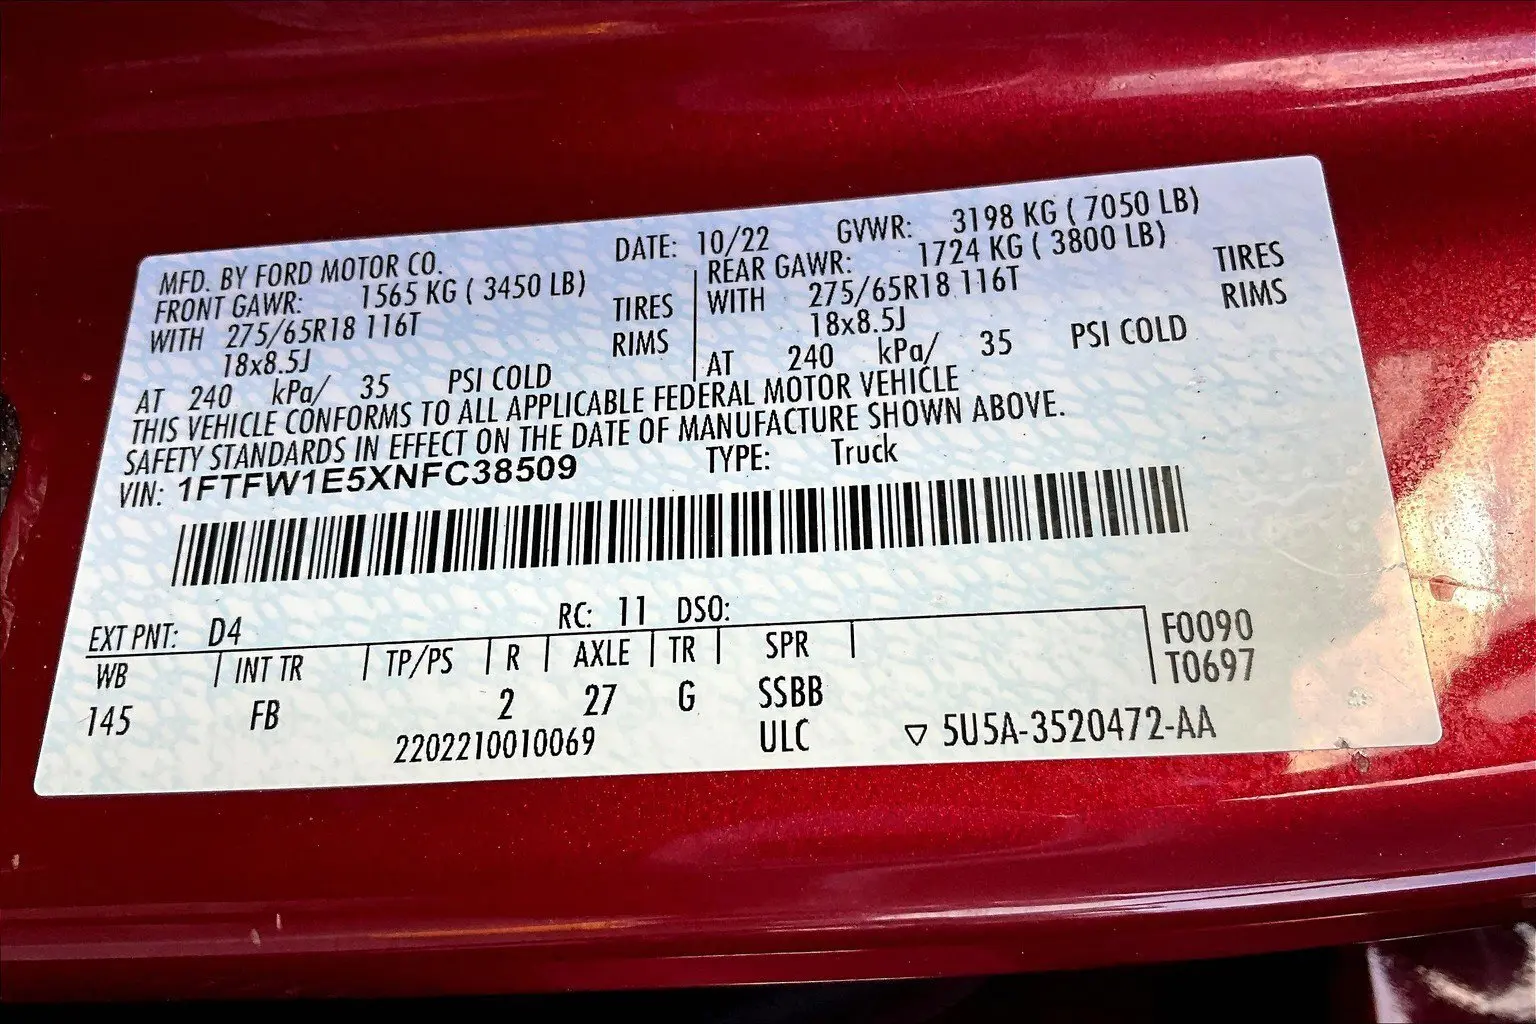 MFD. BY FORD MOTOR CO. DATE: 10/22 GVWR: 3198 KG ( 7050 LB)
FRONT GAWR: 1565 KG ( 3450 LB)
WITH 275/65R18 116T TIRES
18x8.5J RIMS
AT 240 kPa/ 35 PSI COLD
REAR GAWR: 1724 KG ( 3800 LB)
WITH 275/65R18 116T TIRES
18x8.5J RIMS
AT 240 kPa/ 35 PSI COLD
THIS VEHICLE CONFORMS TO ALL APPLICABLE FEDERAL MOTOR VEHICLE
SAFETY STANDARDS IN EFFECT ON THE DATE OF MANUFACTURE SHOWN ABOVE.
VIN: 1FTFW1E5XNFC38509 TYPE: Truck
EXT PNT: D4 RC: 11 DSO:
WB INT TR TP/PS R AXLE TR SPR F0090
T0697
145 FB 2 27 G SSBB
2202210010069 ULC ▽ 5U5A-3520472-AA